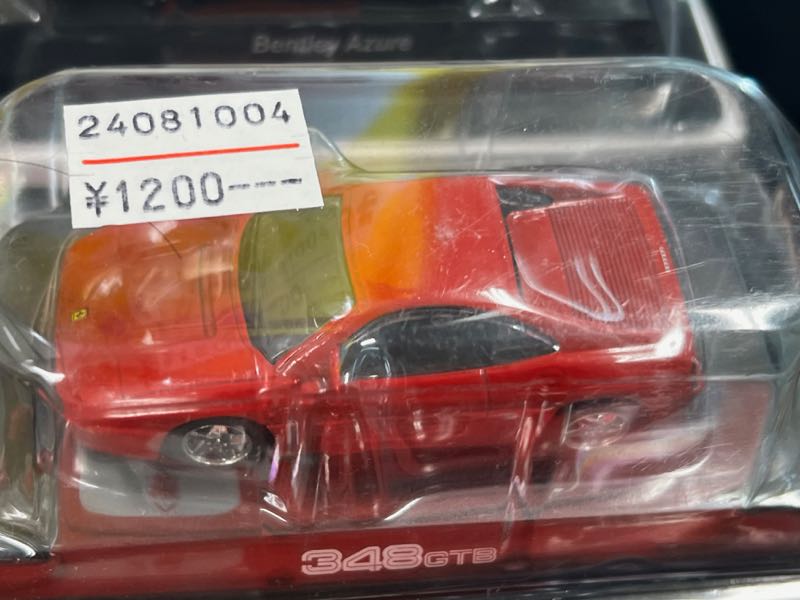 Bentley Azure
24081004
¥1200---
348GTB